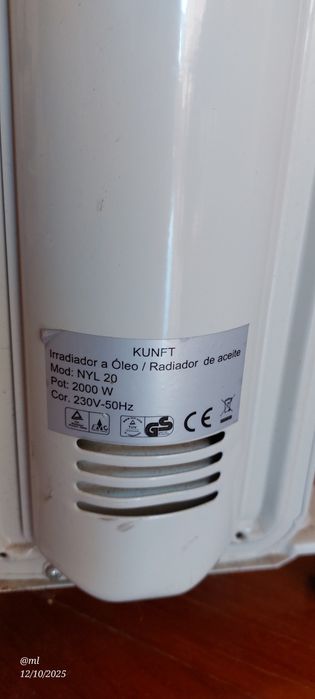 KUNFT
Irradiador a Óleo / Radiador de aceite
Mod: NYL 20
Pot: 2000 W
Cor. 230V-50Hz
GS CE
@ml
12/10/2025